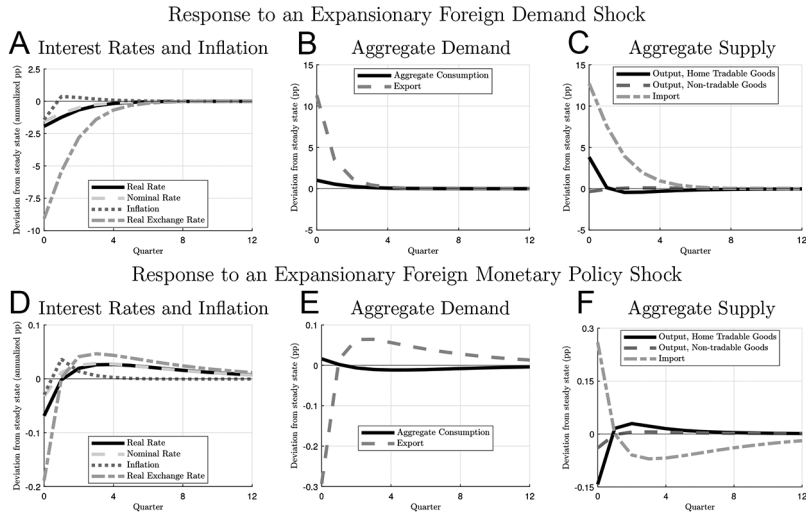 Response to an Expansionary Foreign Demand Shock
A Interest Rates and Inflation
Deviation from steady state (annualized pp)
2.5
0
-2.5
-5
-7.5
-10
Real Rate
Nominal Rate
Inflation
Real Exchange Rate
0 4 8 12
Quarter
B Aggregate Demand
Deviation from steady state (pp)
15
10
5
0
-5
Aggregate Consumption
Export
0 4 8 12
Quarter
C Aggregate Supply
Deviation from steady state (pp)
15
10
5
0
-5
Output, Home Tradable Goods
Output, Non-tradable Goods
Import
0 4 8 12
Quarter
Response to an Expansionary Foreign Monetary Policy Shock
D Interest Rates and Inflation
Deviation from steady state (annualized pp)
0.1
0
-0.1
-0.2
Real Rate
Nominal Rate
Inflation
Real Exchange Rate
0 4 8 12
Quarter
E Aggregate Demand
Deviation from steady state (pp)
0.1
0
-0.1
-0.2
-0.3
Aggregate Consumption
Export
0 4 8 12
Quarter
F Aggregate Supply
Deviation from steady state (pp)
0.3
0.15
0
-0.15
Output, Home Tradable Goods
Output, Non-tradable Goods
Import
0 4 8 12
Quarter